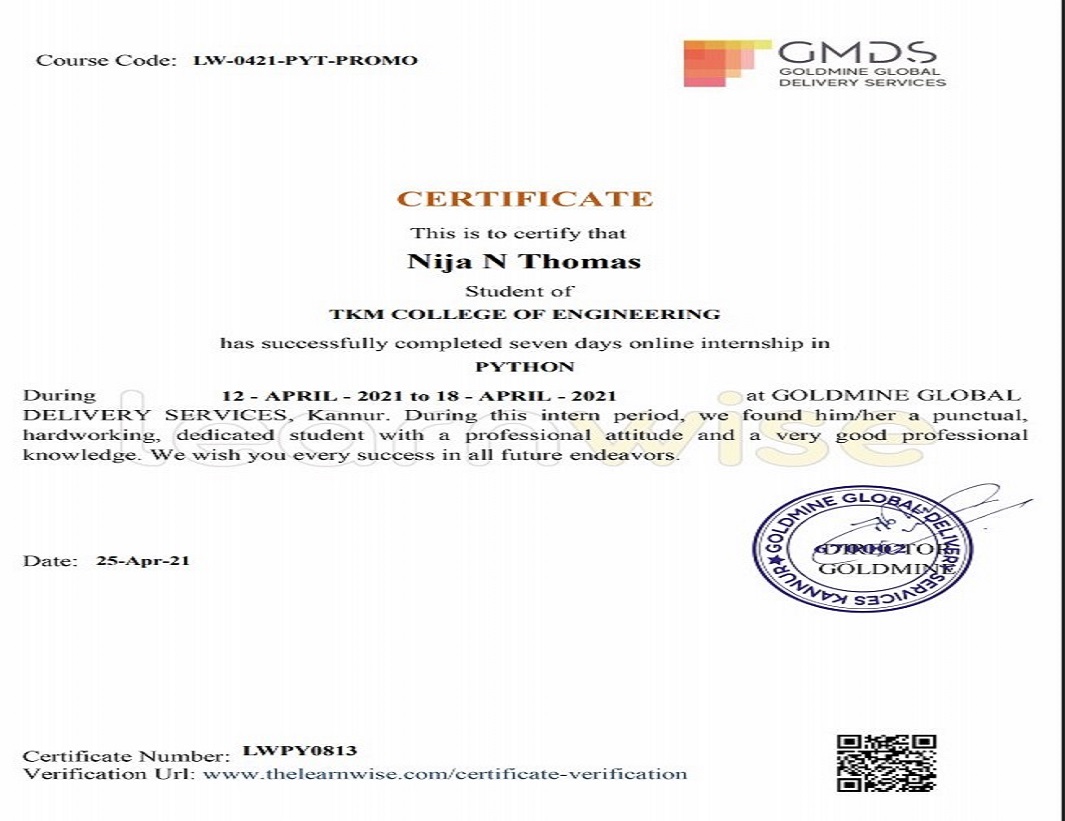 Course Code: LW-0421-PYT-PROMO
GMDS
GOLDMINE GLOBAL
DELIVERY SERVICES
CERTIFICATE
This is to certify that
Nija N Thomas
Student of
TKM COLLEGE OF ENGINEERING
has successfully completed seven days online internship in
PYTHON
During 12 - APRIL - 2021 to 18 - APRIL - 2021 at GOLDMINE GLOBAL
DELIVERY SERVICES, Kannur. During this intern period, we found him/her a punctual,
hardworking, dedicated student with a professional attitude and a very good professional
knowledge. We wish you every success in all future endeavors.
learnwise
GOLDMINE GLOBAL DELIVERY SERVICES KANNUR
670002
DIRECTOR
GOLDMINE
Date: 25-Apr-21
Certificate Number: LWPY0813
Verification Url: www.thelearnwise.com/certificate-verification